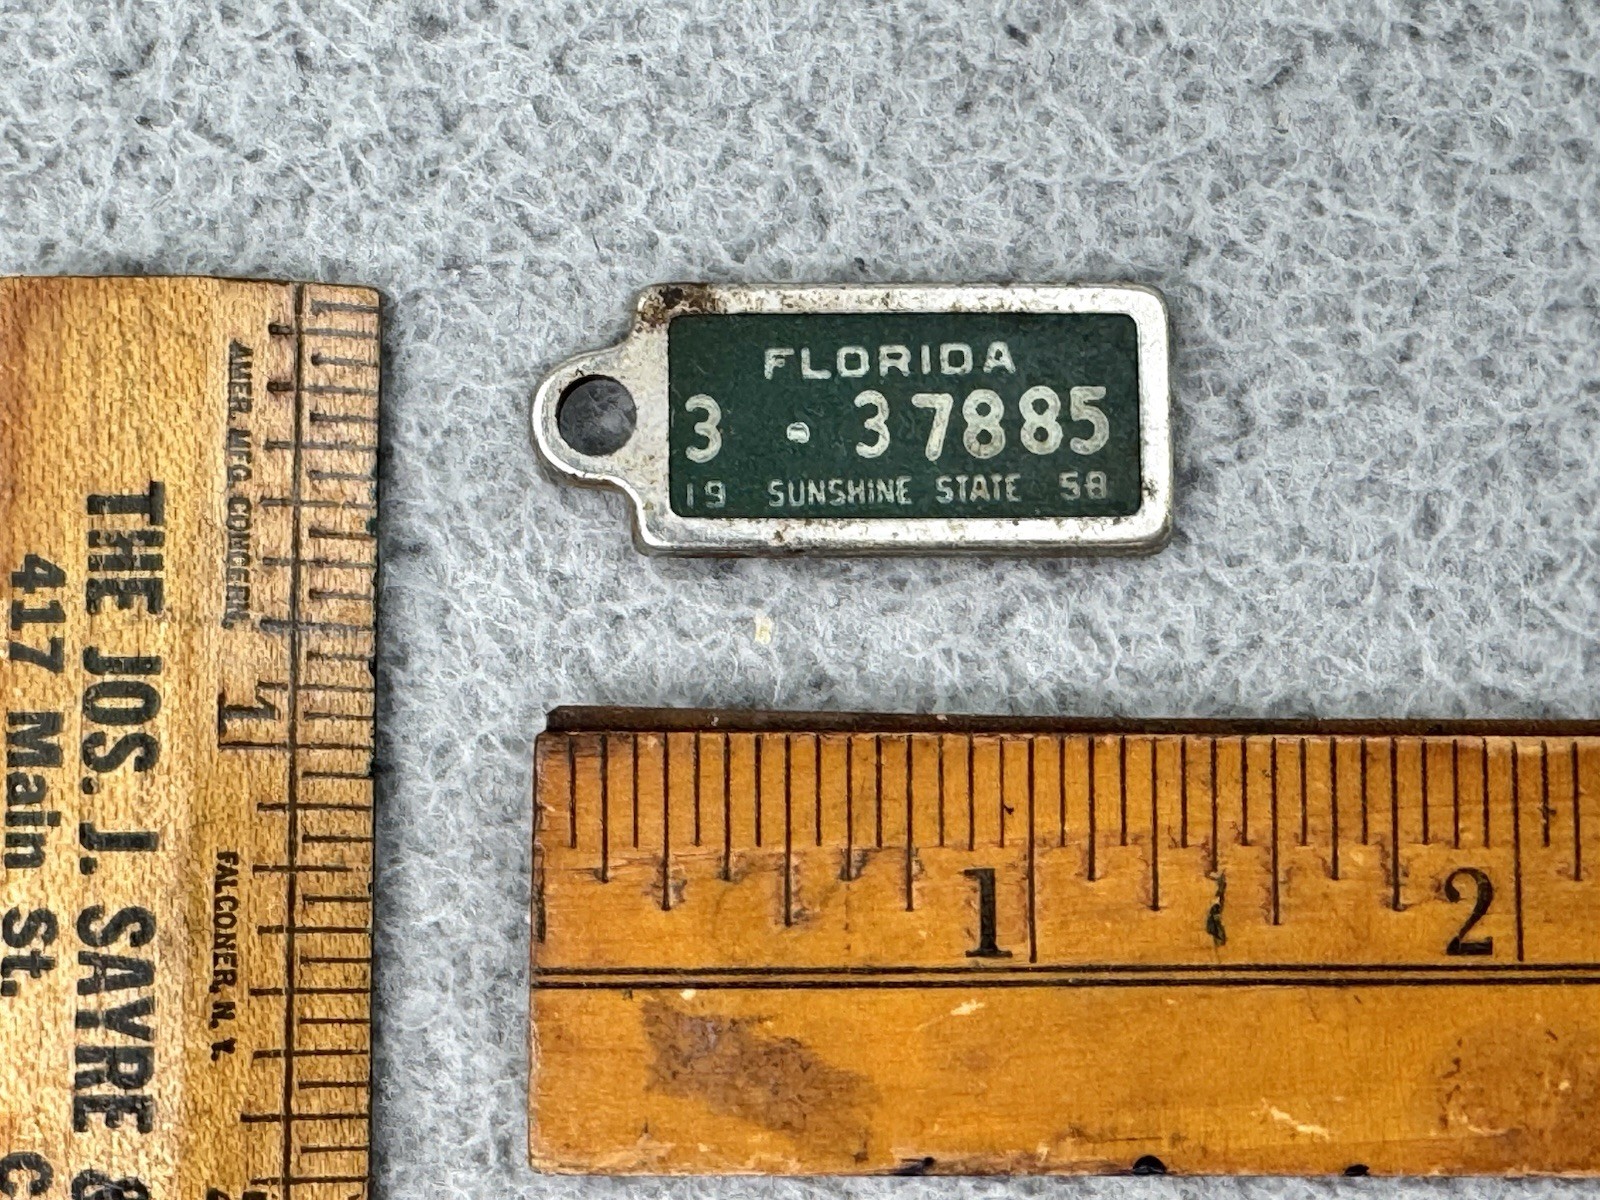 FLORIDA
3 - 37885
19 SUNSHINE STATE 58
AMER. MFG. CONCERN
FALCONER, N. Y.
THE JOS. J. SAYRE &
417 Main St.
1
1 2